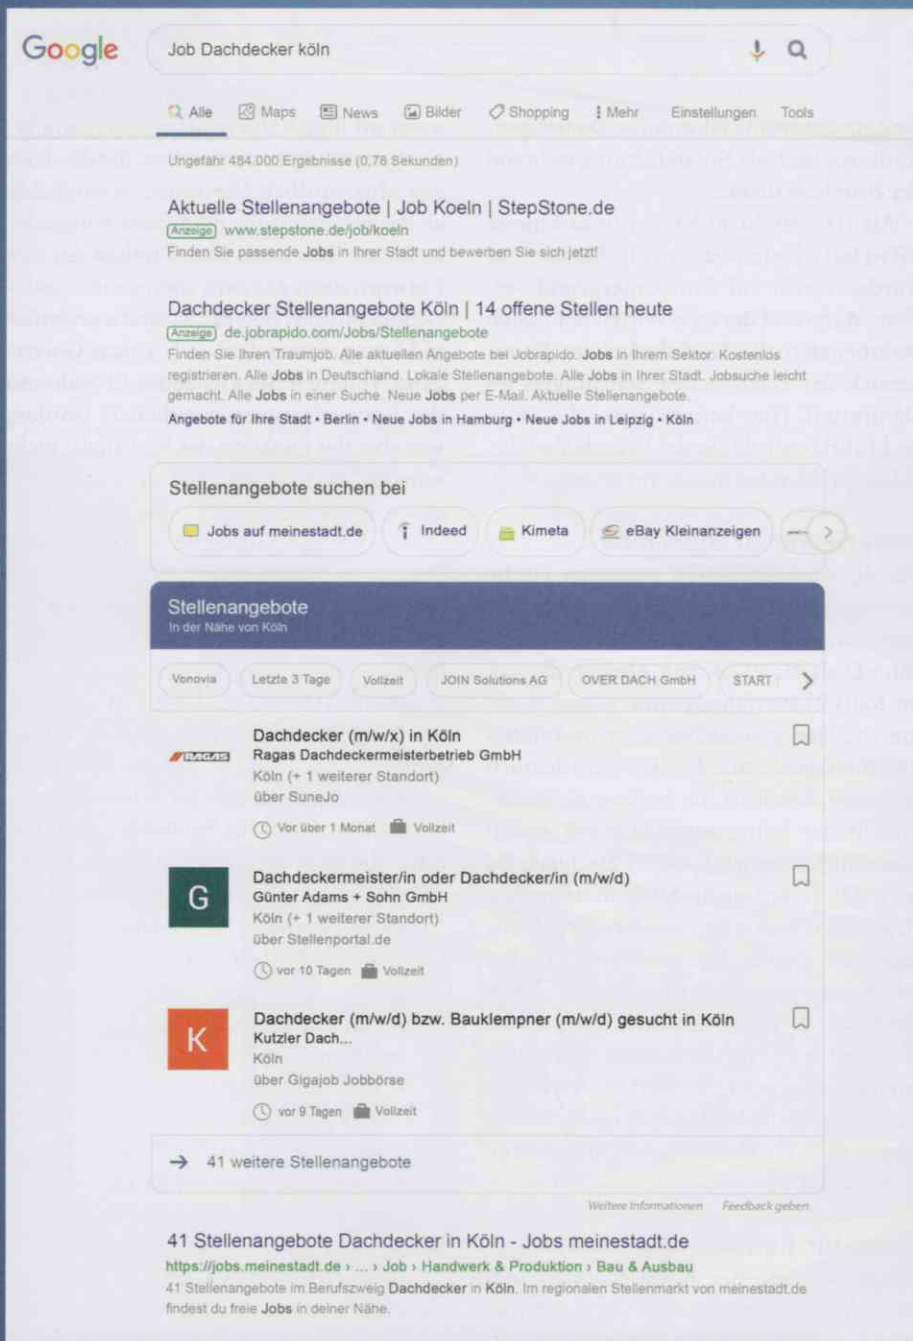 Google
Job Dachdecker köln
Alle Maps News Bilder Shopping Mehr Einstellungen Tools
Ungefähr 484.000 Ergebnisse (0,78 Sekunden)
Aktuelle Stellenangebote | Job Koeln | StepStone.de
Anzeige www.stepstone.de/job/koeln
Finden Sie passende Jobs in Ihrer Stadt und bewerben Sie sich jetzt!
Dachdecker Stellenangebote Köln | 14 offene Stellen heute
Anzeige de.jobrapido.com/Jobs/Stellenangebote
Finden Sie Ihren Traumjob. Alle aktuellen Angebote bei Jobrapido. Jobs in Ihrem Sektor. Kostenlos
registrieren. Alle Jobs in Deutschland. Lokale Stellenangebote. Alle Jobs in Ihrer Stadt. Jobsuche leicht
gemacht. Alle Jobs in einer Suche. Neue Jobs per E-Mail. Aktuelle Stellenangebote.
Angebote für Ihre Stadt • Berlin • Neue Jobs in Hamburg • Neue Jobs in Leipzig • Köln
Stellenangebote suchen bei
Jobs auf meinestadt.de Indeed Kimeta eBay Kleinanzeigen
Stellenangebote
In der Nähe von Köln
Vonovia Letzte 3 Tage Vollzeit JOIN Solutions AG OVER DACH GmbH START
Dachdecker (m/w/x) in Köln
RAGAS Ragas Dachdeckermeisterbetrieb GmbH
Köln (+ 1 weiterer Standort)
über SuneJo
Vor über 1 Monat Vollzeit
Dachdeckermeister/in oder Dachdecker/in (m/w/d)
G Günter Adams + Sohn GmbH
Köln (+ 1 weiterer Standort)
über Stellenportal.de
vor 10 Tagen Vollzeit
Dachdecker (m/w/d) bzw. Bauklempner (m/w/d) gesucht in Köln
K Kutzler Dach...
Köln
über Gigajob Jobbörse
vor 9 Tagen Vollzeit
→ 41 weitere Stellenangebote
Weitere Informationen Feedback geben
41 Stellenangebote Dachdecker in Köln - Jobs meinestadt.de
https://jobs.meinestadt.de › ... › Job › Handwerk & Produktion › Bau & Ausbau
41 Stellenangebote im Berufszweig Dachdecker in Köln. Im regionalen Stellenmarkt von meinestadt.de
findest du freie Jobs in deiner Nähe.